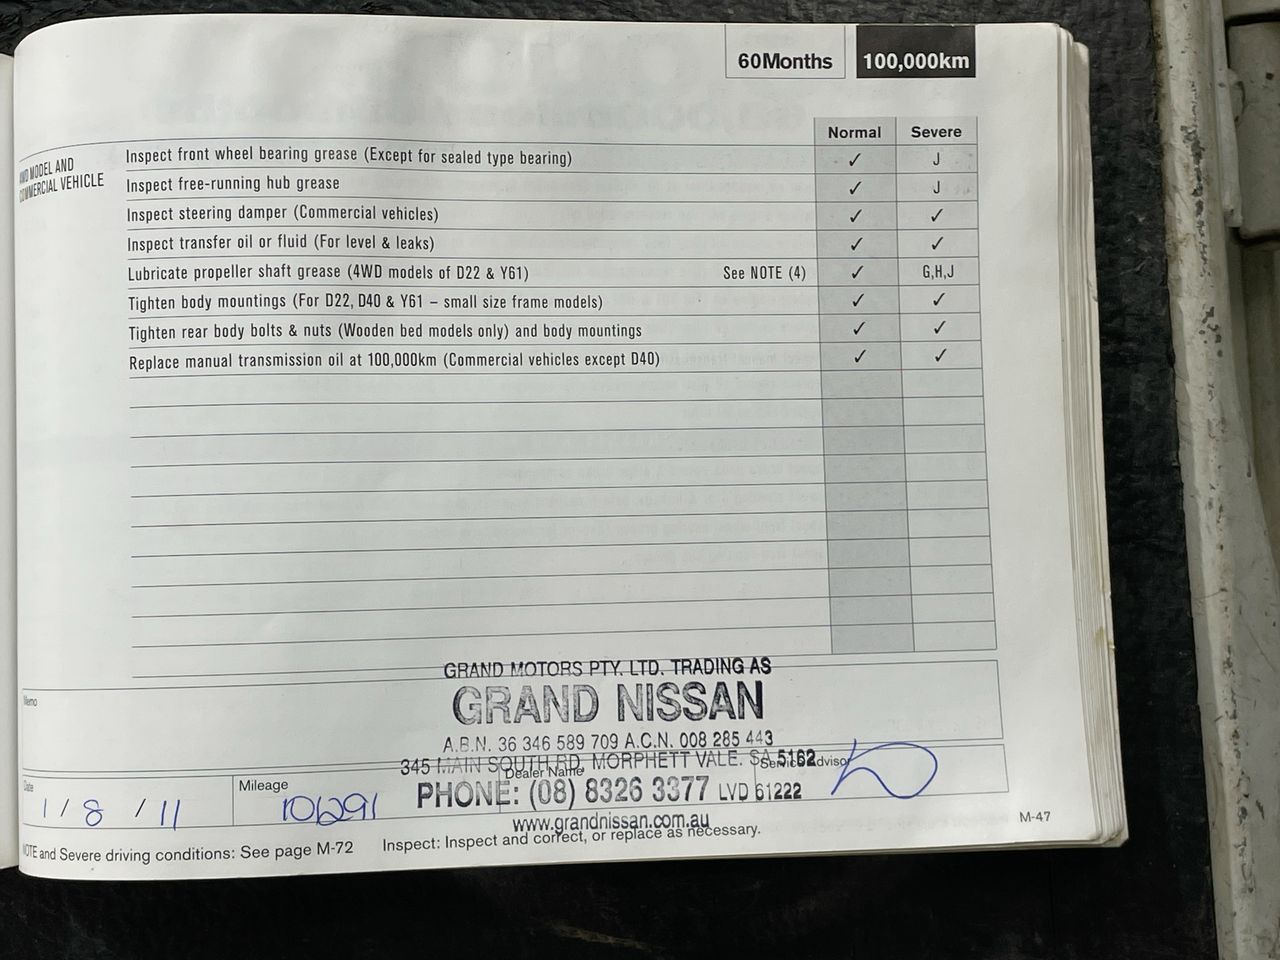 60Months 100,000km
Normal Severe
MODEL AND
COMMERCIAL VEHICLE
Inspect front wheel bearing grease (Except for sealed type bearing) ✓ J
Inspect free-running hub grease ✓ J
Inspect steering damper (Commercial vehicles) ✓ ✓
Inspect transfer oil or fluid (For level & leaks) ✓ ✓
Lubricate propeller shaft grease (4WD models of D22 & Y61) See NOTE (4) ✓ G,H,J
Tighten body mountings (For D22, D40 & Y61 – small size frame models) ✓ ✓
Tighten rear body bolts & nuts (Wooden bed models only) and body mountings ✓ ✓
Replace manual transmission oil at 100,000km (Commercial vehicles except D40) ✓ ✓
Memo
GRAND MOTORS PTY. LTD. TRADING AS
GRAND NISSAN
A.B.N. 36 346 589 709 A.C.N. 008 285 443
345 MAIN SOUTH RD, MORPHETT VALE. SA 5162
Dealer Name
Service Advisor
PHONE: (08) 8326 3377 LVD 61222
www.grandnissan.com.au
Date
1 / 8 / 11
Mileage
101291
NOTE and Severe driving conditions: See page M-72 Inspect: Inspect and correct, or replace as necessary.
M-47